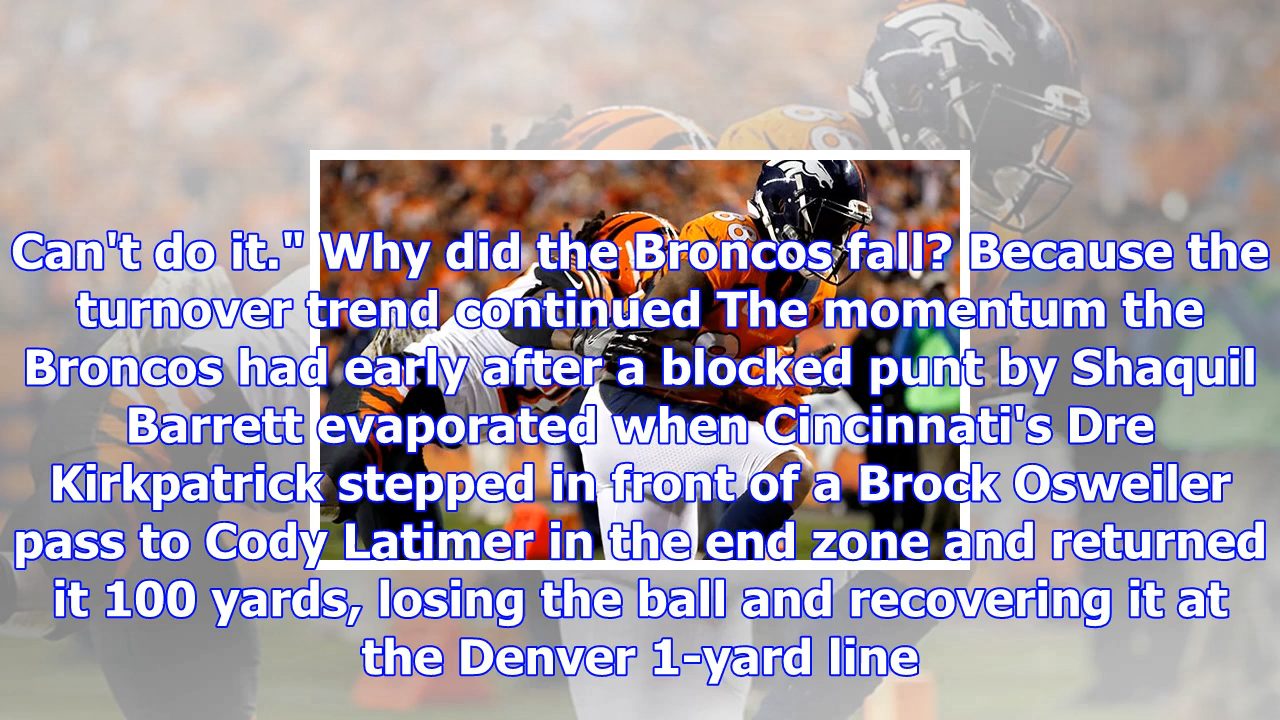 Can't do it." Why did the Broncos fall? Because the
turnover trend continued The momentum the
Broncos had early after a blocked punt by Shaquil
Barrett evaporated when Cincinnati's Dre
Kirkpatrick stepped in front of a Brock Osweiler
pass to Cody Latimer in the end zone and returned
it 100 yards, losing the ball and recovering it at
the Denver 1-yard line